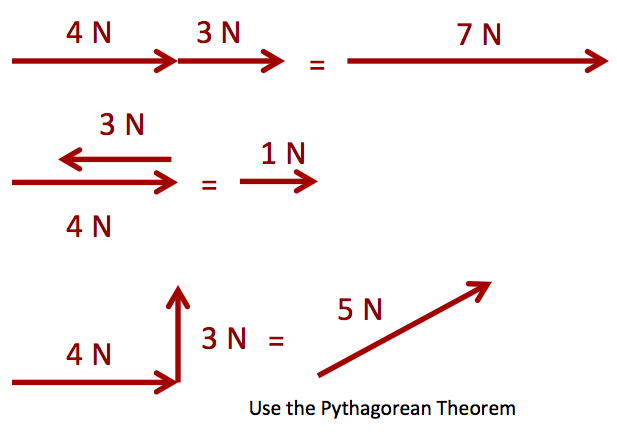 4 N 3 N = 7 N
3 N
= 1 N
4 N
5 N
3 N =
4 N
Use the Pythagorean Theorem